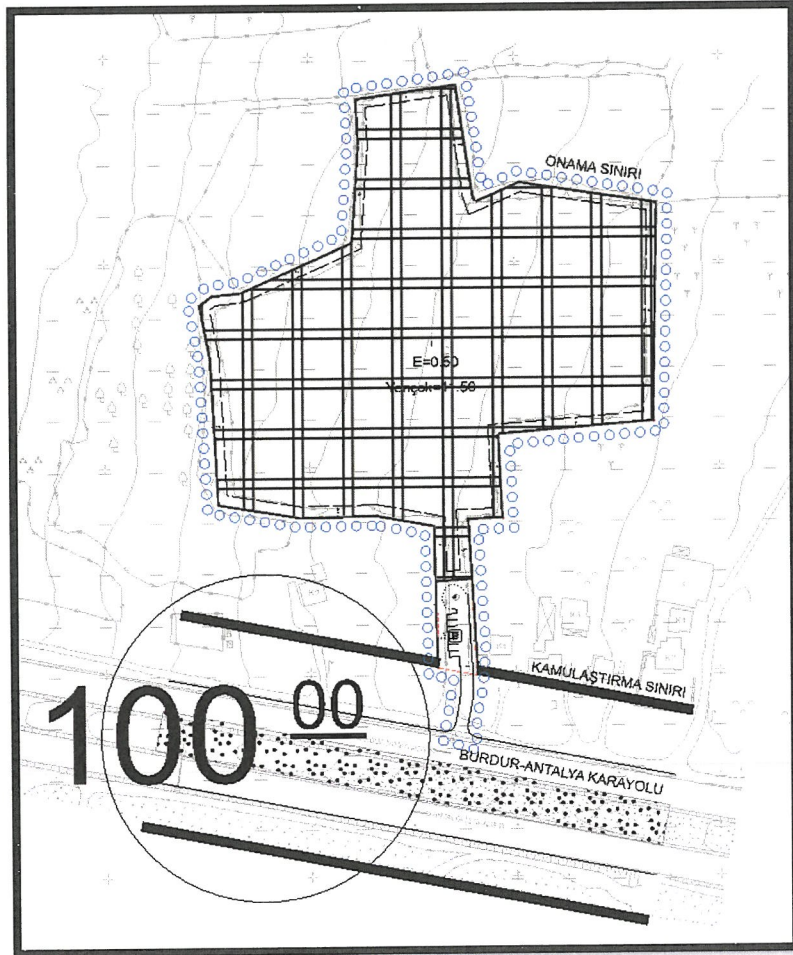 ONAMA SINIRI
E=0.50
KAMULAŞTIRMA SINIRI
100 00
BURDUR-ANTALYA KARAYOLU